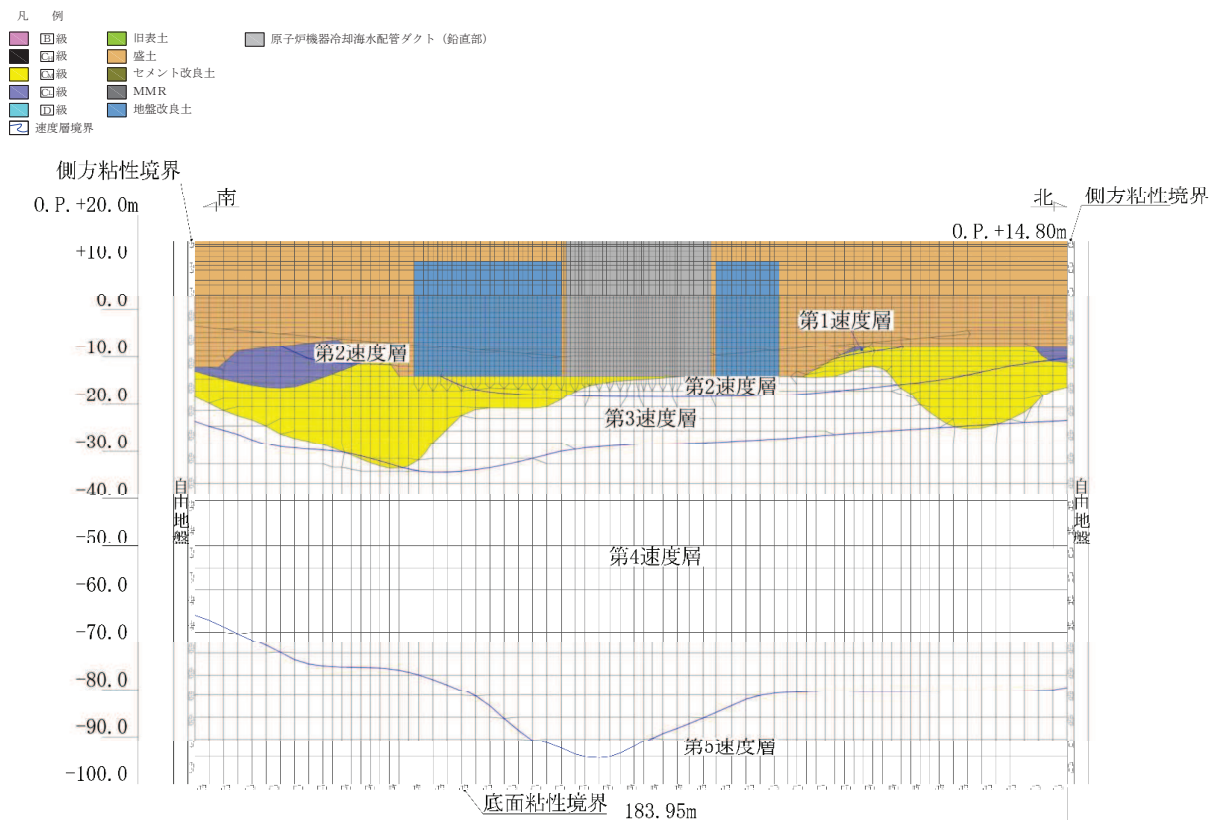 凡 例
B級 旧表土 原子炉機器冷却海水配管ダクト（鉛直部）
CH級 盛土
CM級 セメント改良土
CL級 MMR
D級 地盤改良土
速度層境界
側方粘性境界
南
北
側方粘性境界
O.P.+20.0m
O.P.+14.80m
+10.0
0.0
-10.0
-20.0
-30.0
-40.0
-50.0
-60.0
-70.0
-80.0
-90.0
-100.0
第1速度層
第2速度層
第2速度層
第3速度層
自由地盤
自由地盤
第4速度層
第5速度層
底面粘性境界
183.95m